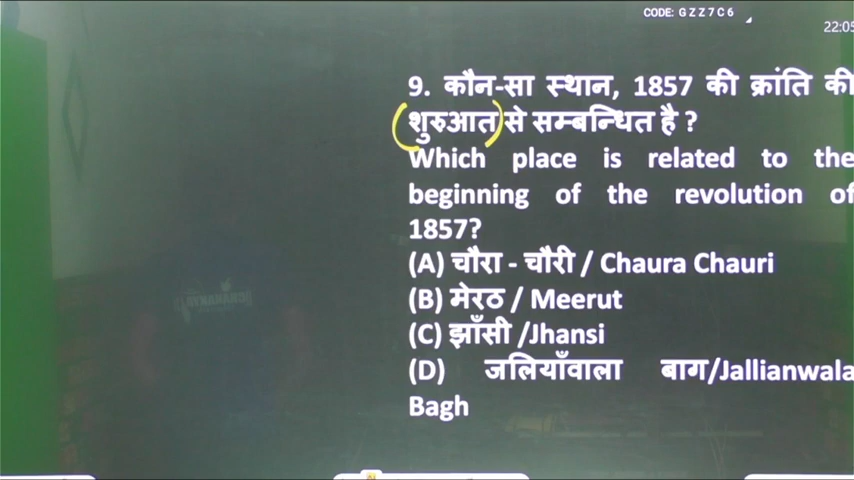 CODE: GZZ7C6
22:05
9. कौन-सा स्थान, 1857 की क्रांति की
शुरुआत से सम्बन्धित है ?
Which place is related to the
beginning of the revolution of
1857?
(A) चौरा - चौरी / Chaura Chauri
(B) मेरठ / Meerut
(C) झाँसी /Jhansi
(D) जलियाँवाला बाग/Jallianwala
Bagh